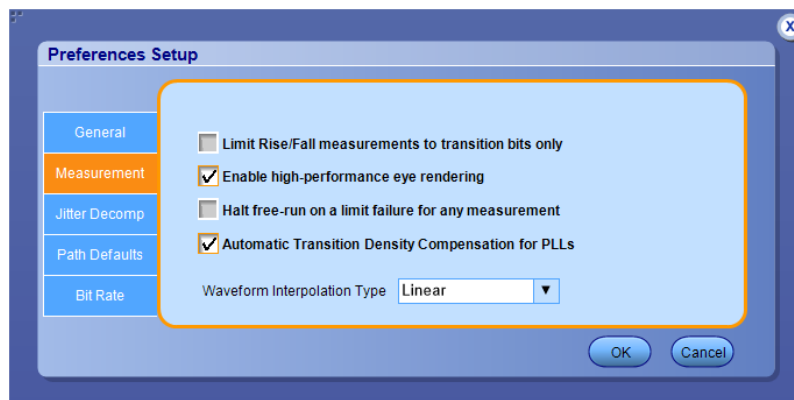 X
Preferences Setup
General
Measurement
Jitter Decomp
Path Defaults
Bit Rate
Limit Rise/Fall measurements to transition bits only
Enable high-performance eye rendering
Halt free-run on a limit failure for any measurement
Automatic Transition Density Compensation for PLLs
Waveform Interpolation Type Linear
OK Cancel